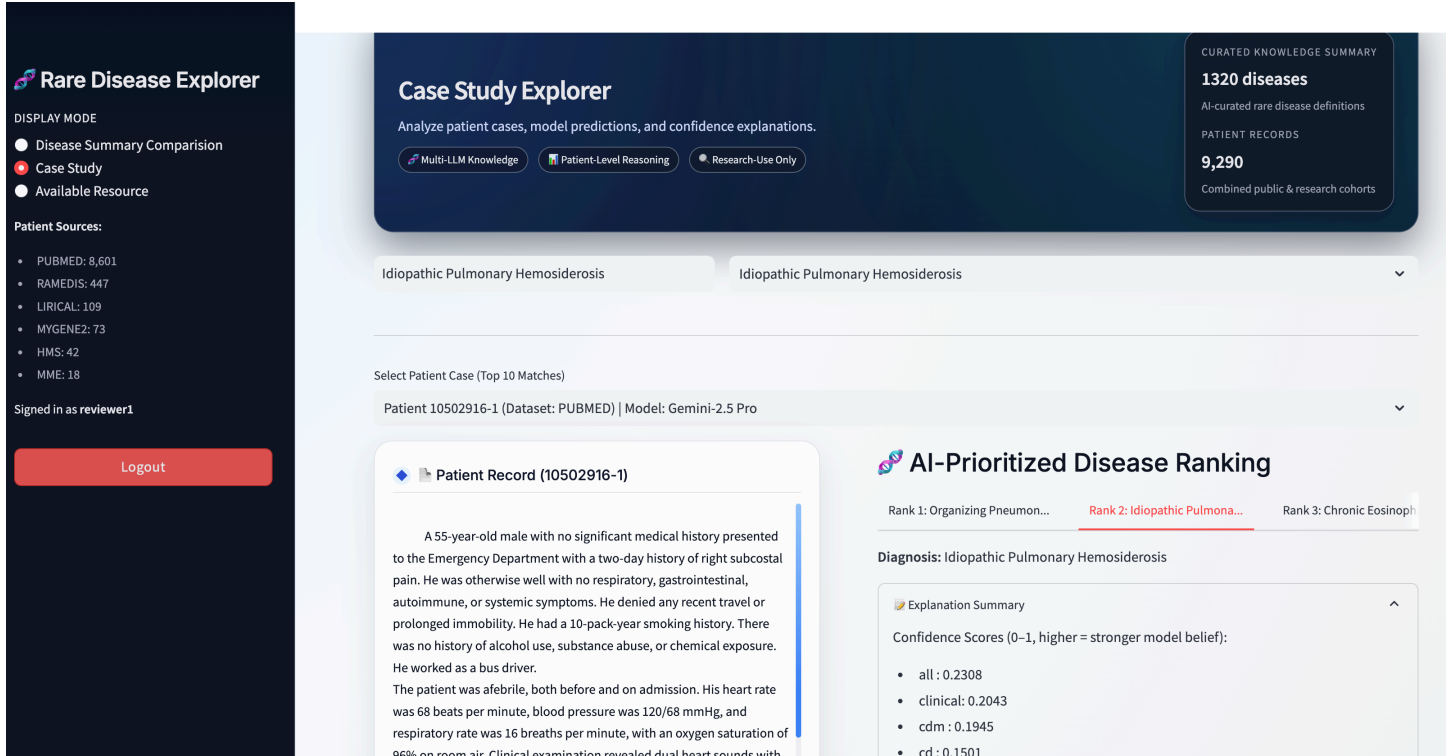 Rare Disease Explorer
DISPLAY MODE
Disease Summary Comparision
Case Study
Available Resource
Patient Sources:
PUBMED: 8,601
RAMEDIS: 447
LIRICAL: 109
MYGENE2: 73
HMS: 42
MME: 18
Signed in as reviewer1
Logout
Case Study Explorer
Analyze patient cases, model predictions, and confidence explanations.
Multi-LLM Knowledge
Patient-Level Reasoning
Research-Use Only
CURATED KNOWLEDGE SUMMARY
1320 diseases
AI-curated rare disease definitions
PATIENT RECORDS
9,290
Combined public & research cohorts
Idiopathic Pulmonary Hemosiderosis
Idiopathic Pulmonary Hemosiderosis
Select Patient Case (Top 10 Matches)
Patient 10502916-1 (Dataset: PUBMED) | Model: Gemini-2.5 Pro
Patient Record (10502916-1)
A 55-year-old male with no significant medical history presented
to the Emergency Department with a two-day history of right subcostal
pain. He was otherwise well with no respiratory, gastrointestinal,
autoimmune, or systemic symptoms. He denied any recent travel or
prolonged immobility. He had a 10-pack-year smoking history. There
was no history of alcohol use, substance abuse, or chemical exposure.
He worked as a bus driver.
The patient was afebrile, both before and on admission. His heart rate
was 68 beats per minute, blood pressure was 120/68 mmHg, and
respiratory rate was 16 breaths per minute, with an oxygen saturation of
96% on room air. Clinical examination revealed dual heart sounds with
AI-Prioritized Disease Ranking
Rank 1: Organizing Pneumon...
Rank 2: Idiopathic Pulmona...
Rank 3: Chronic Eosinoph
Diagnosis: Idiopathic Pulmonary Hemosiderosis
Explanation Summary
Confidence Scores (0–1, higher = stronger model belief):
all : 0.2308
clinical: 0.2043
cdm : 0.1945
cd : 0.1501